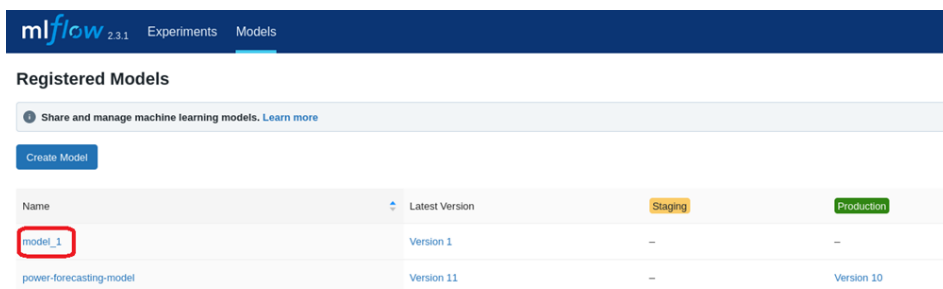 mlflow 2.3.1 Experiments Models
Registered Models
Share and manage machine learning models. Learn more
Create Model
Name Latest Version Staging Production
model_1 Version 1 – –
power-forecasting-model Version 11 – Version 10